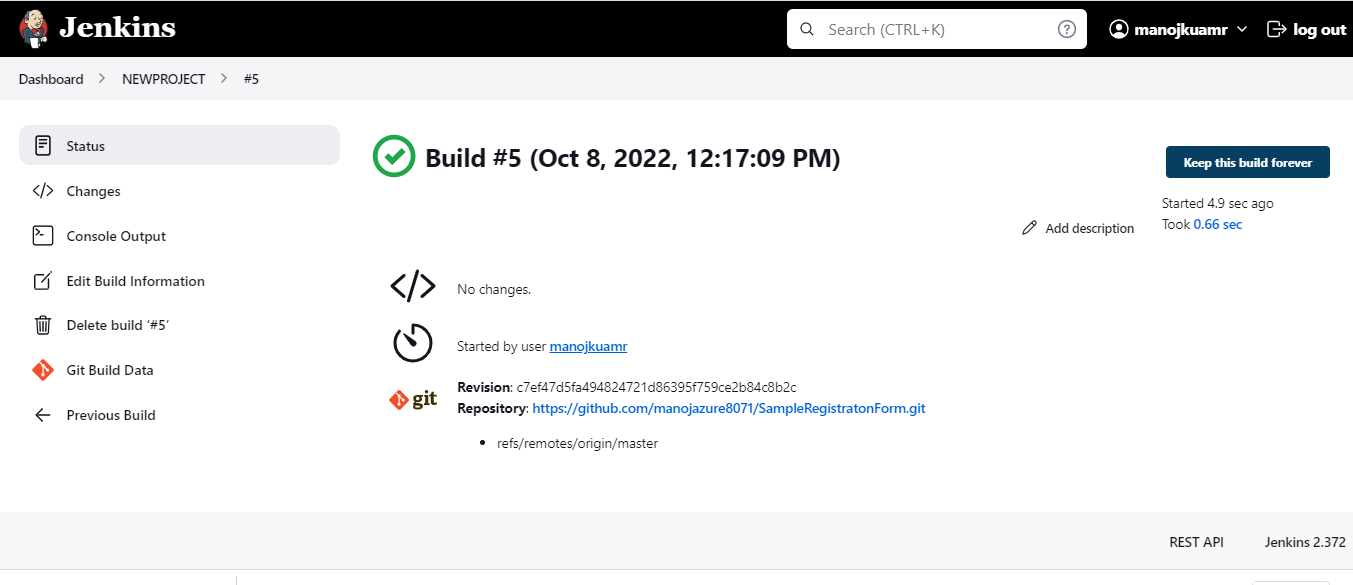 Jenkins
Search (CTRL+K)
?
manojkuamr
log out
Dashboard
NEWPROJECT
#5
Status
Changes
Console Output
Edit Build Information
Delete build ‘#5’
Git Build Data
Previous Build
Build #5 (Oct 8, 2022, 12:17:09 PM)
Keep this build forever
Started 4.9 sec ago
Took 0.66 sec
Add description
No changes.
Started by user manojkuamr
git
Revision: c7ef47d5fa494824721d86395f759ce2b84c8b2c
Repository: https://github.com/manojazure8071/SampleRegistratonForm.git
• refs/remotes/origin/master
REST API
Jenkins 2.372